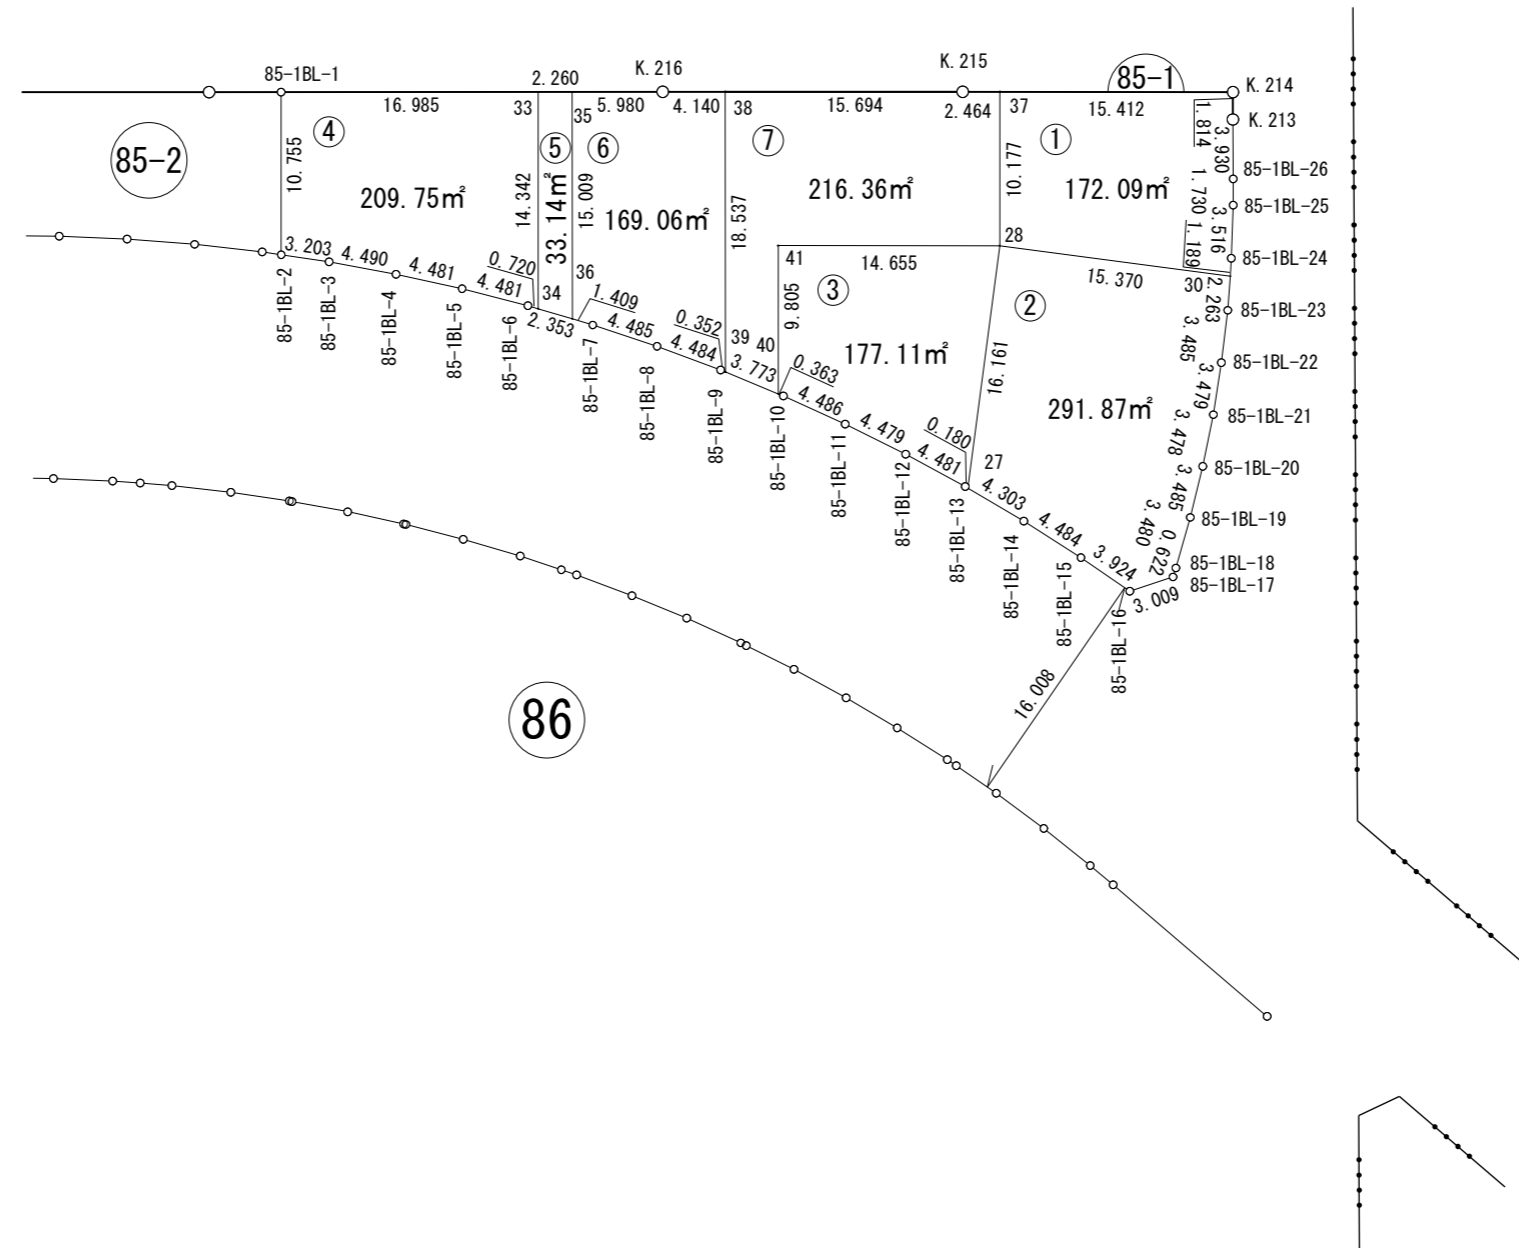 85-1BL-1
2.260
K.216
K.215
85-1
K.214
16.985
33
35
5.980
4.140
38
15.694
2.464
37
15.412
1.814
K.213
④
⑤
⑥
⑦
①
3.930
85-2
10.755
209.75㎡
14.342
33.14㎡
15.009
169.06㎡
18.537
216.36㎡
10.177
172.09㎡
1.730
85-1BL-26
85-1BL-25
3.516
1.189
85-1BL-24
28
41
14.655
15.370
30
2.263
85-1BL-23
3.203
4.490
4.481
4.481
0.720
34
36
2.353
1.409
4.485
4.484
0.352
39
40
3.773
③
9.805
177.11㎡
②
16.161
291.87㎡
3.485
85-1BL-22
3.479
85-1BL-21
3.478
85-1BL-20
3.485
85-1BL-19
3.480
0.622
85-1BL-18
85-1BL-17
0.363
4.486
4.479
4.481
0.180
27
4.303
4.484
3.924
3.009
85-1BL-2
85-1BL-3
85-1BL-4
85-1BL-5
85-1BL-6
85-1BL-7
85-1BL-8
85-1BL-9
85-1BL-10
85-1BL-11
85-1BL-12
85-1BL-13
85-1BL-14
85-1BL-15
85-1BL-16
16.008
86